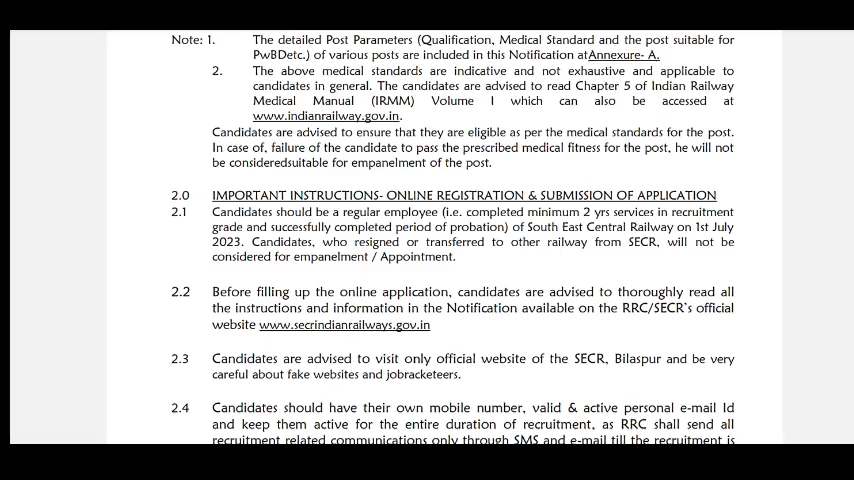 Note: 1. The detailed Post Parameters (Qualification, Medical Standard and the post suitable for
PwBDetc.) of various posts are included in this Notification atAnnexure- A.
2. The above medical standards are indicative and not exhaustive and applicable to
candidates in general. The candidates are advised to read Chapter 5 of Indian Railway
Medical Manual (IRMM) Volume I which can also be accessed at
www.indianrailway.gov.in.
Candidates are advised to ensure that they are eligible as per the medical standards for the post.
In case of, failure of the candidate to pass the prescribed medical fitness for the post, he will not
be consideredsuitable for empanelment of the post.
2.0 IMPORTANT INSTRUCTIONS- ONLINE REGISTRATION & SUBMISSION OF APPLICATION
2.1 Candidates should be a regular employee (i.e. completed minimum 2 yrs services in recruitment
grade and successfully completed period of probation) of South East Central Railway on 1st July
2023. Candidates, who resigned or transferred to other railway from SECR, will not be
considered for empanelment / Appointment.
2.2 Before filling up the online application, candidates are advised to thoroughly read all
the instructions and information in the Notification available on the RRC/SECR's official
website www.secrindianrailways.gov.in
2.3 Candidates are advised to visit only official website of the SECR, Bilaspur and be very
careful about fake websites and jobracketeers.
2.4 Candidates should have their own mobile number, valid & active personal e-mail Id
and keep them active for the entire duration of recruitment, as RRC shall send all
recruitment related communications only through SMS and e-mail till the recruitment is